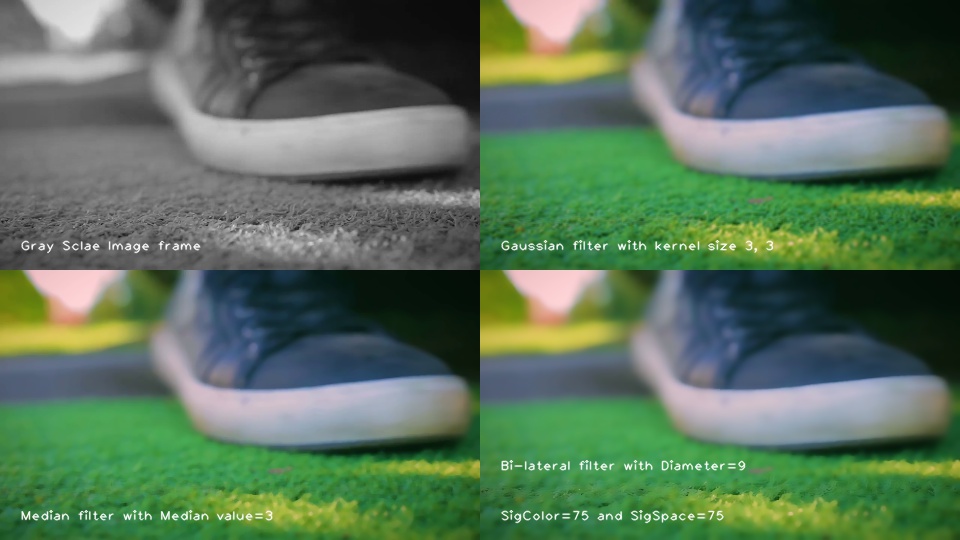 Gray Sclae Image frame
Gaussian filter with kernel size 3, 3
Median filter with Median value=3
Bi-lateral filter with Diameter=9
SigColor=75 and SigSpace=75